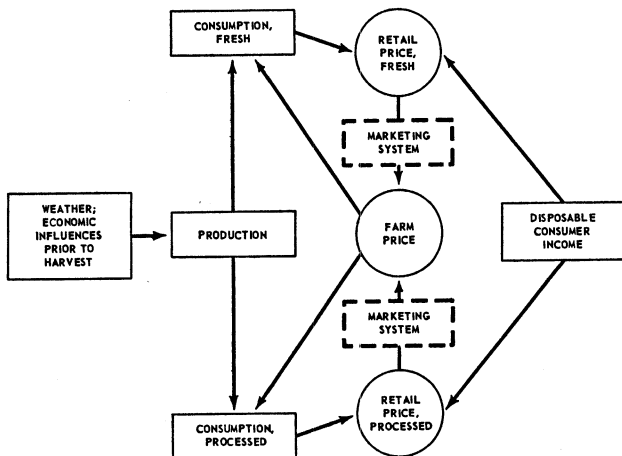 CONSUMPTION,
FRESH
RETAIL
PRICE,
FRESH
MARKETING
SYSTEM
WEATHER;
ECONOMIC
INFLUENCES
PRIOR TO
HARVEST
PRODUCTION
FARM
PRICE
DISPOSABLE
CONSUMER
INCOME
MARKETING
SYSTEM
CONSUMPTION,
PROCESSED
RETAIL
PRICE,
PROCESSED